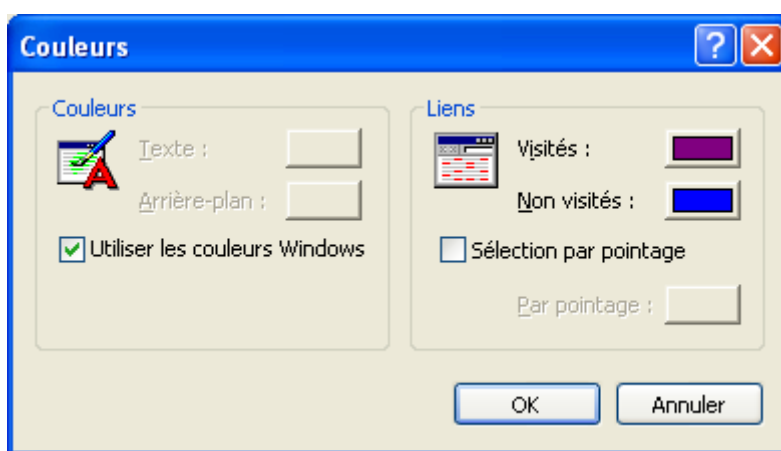 Couleurs
Couleurs
Texte :
Arrière-plan :
Utiliser les couleurs Windows
Liens
Visités :
Non visités :
Sélection par pointage
Par pointage :
OK
Annuler